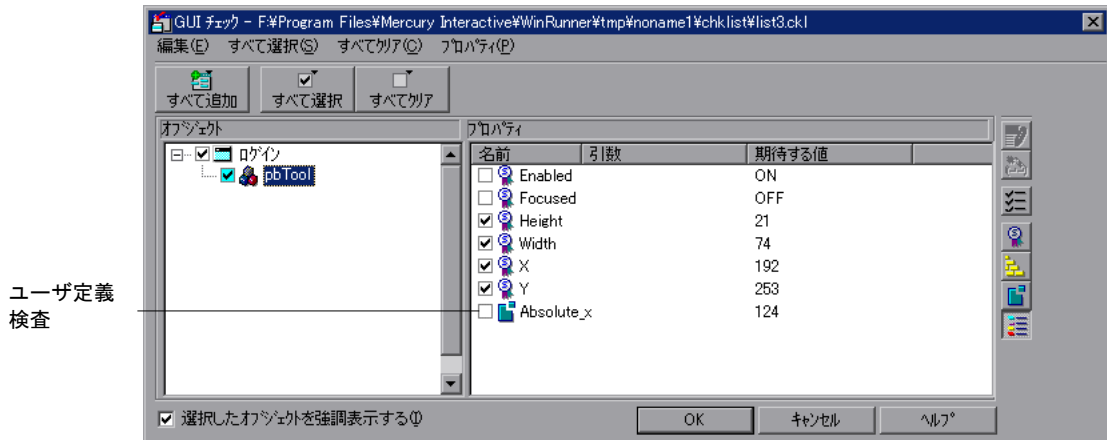 GUI ﾁｪｯｸ - F:¥Program Files¥Mercury Interactive¥WinRunner¥tmp¥noname1¥chklist¥list3.ckl
編集(E) すべて選択(S) すべてｸﾘｱ(C) ﾌﾟﾛﾊﾟﾃｨ(P)
すべて追加 すべて選択 すべてｸﾘｱ
ｵﾌﾞｼﾞｪｸﾄ
ﾛｸﾞｲﾝ
pbTool
ﾌﾟﾛﾊﾟﾃｨ
名前 引数 期待する値
Enabled ON
Focused OFF
Height 21
Width 74
X 192
Y 253
Absolute_x 124
ユーザ定義
検査
選択したｵﾌﾞｼﾞｪｸﾄを強調表示する(I)
OK ｷｬﾝｾﾙ ﾍﾙﾌﾟ